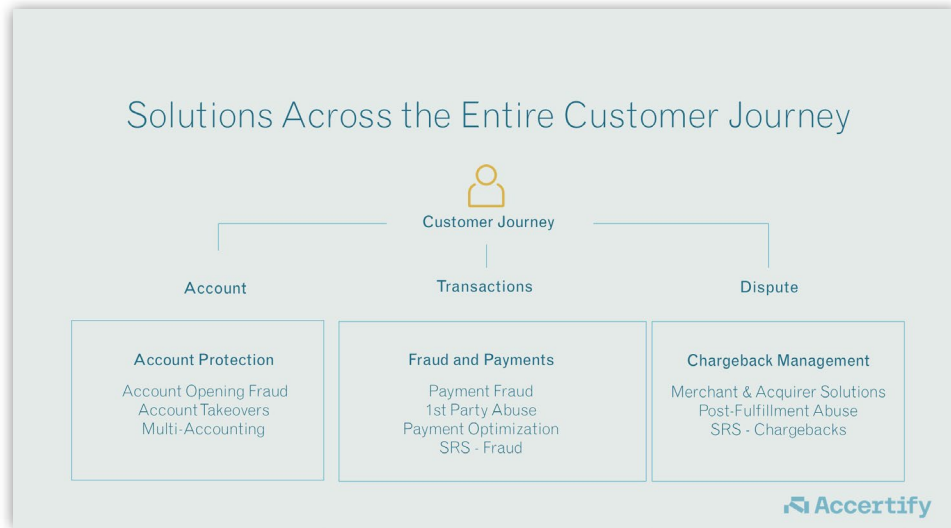 Solutions Across the Entire Customer Journey
Customer Journey
Account
Transactions
Dispute
Account Protection
Account Opening Fraud
Account Takeovers
Multi-Accounting
Fraud and Payments
Payment Fraud
1st Party Abuse
Payment Optimization
SRS - Fraud
Chargeback Management
Merchant & Acquirer Solutions
Post-Fulfillment Abuse
SRS - Chargebacks
Accertify